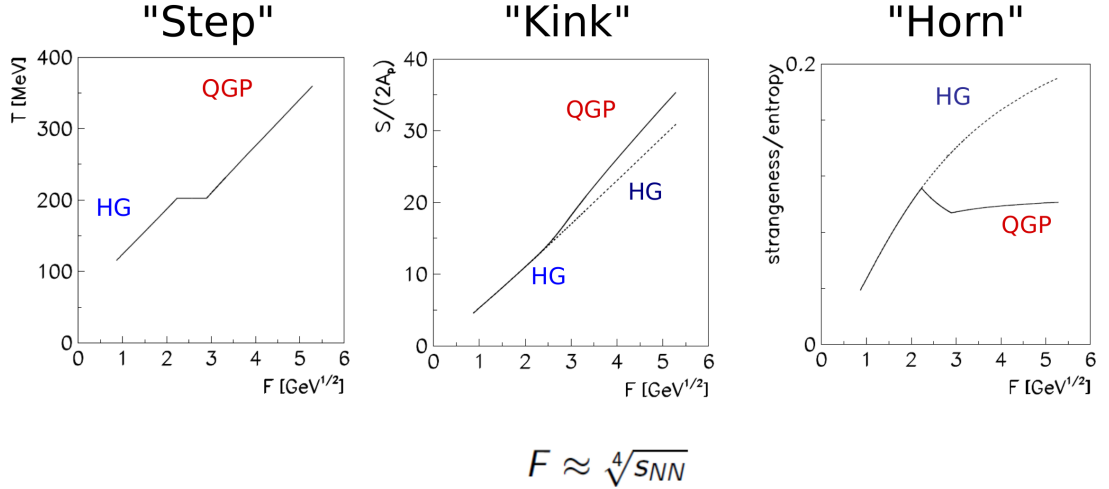 "Step"
"Kink"
"Horn"
T [MeV]
400
300
200
100
0
QGP
HG
0 1 2 3 4 5 6
F [GeV^{1/2}]
S/(2A_p)
40
30
20
10
0
QGP
HG
HG
0 1 2 3 4 5 6
F [GeV^{1/2}]
strangeness/entropy
0.2
0
HG
QGP
0 1 2 3 4 5 6
F [GeV^{1/2}]
F ≈ ∜s_{NN}